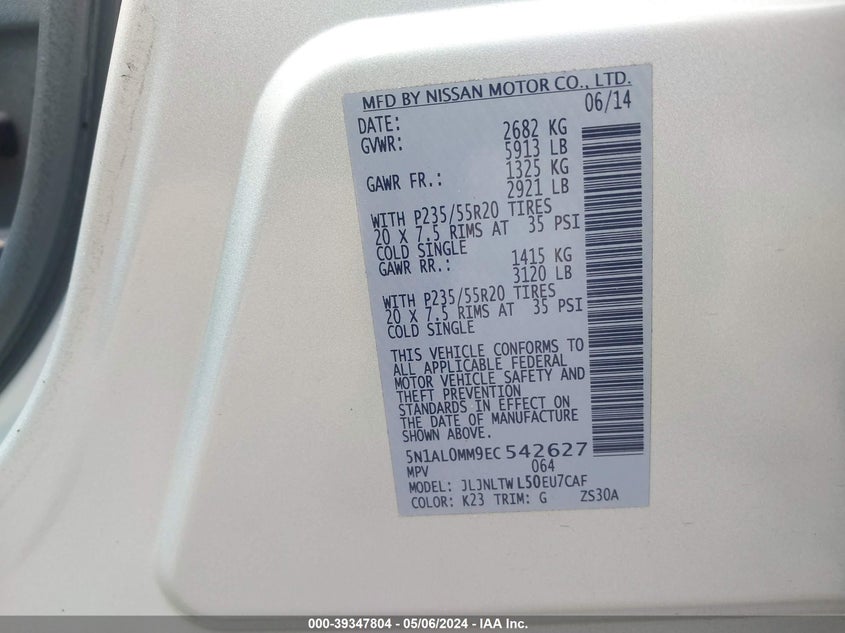 MFD BY NISSAN MOTOR CO., LTD.
DATE: 06/14
GVWR: 2682 KG
5913 LB
GAWR FR.: 1325 KG
2921 LB
WITH P235/55R20 TIRES
20 X 7.5 RIMS AT 35 PSI
COLD SINGLE
GAWR RR.: 1415 KG
3120 LB
WITH P235/55R20 TIRES
20 X 7.5 RIMS AT 35 PSI
COLD SINGLE
THIS VEHICLE CONFORMS TO
ALL APPLICABLE FEDERAL
MOTOR VEHICLE SAFETY AND
THEFT PREVENTION
STANDARDS IN EFFECT ON
THE DATE OF MANUFACTURE
SHOWN ABOVE.
5N1AL0MM9EC542627
MPV 064
MODEL: JLJNLTWL50EU7CAF
COLOR: K23 TRIM: G ZS30A
000-39347804 - 05/06/2024 - IAA Inc.